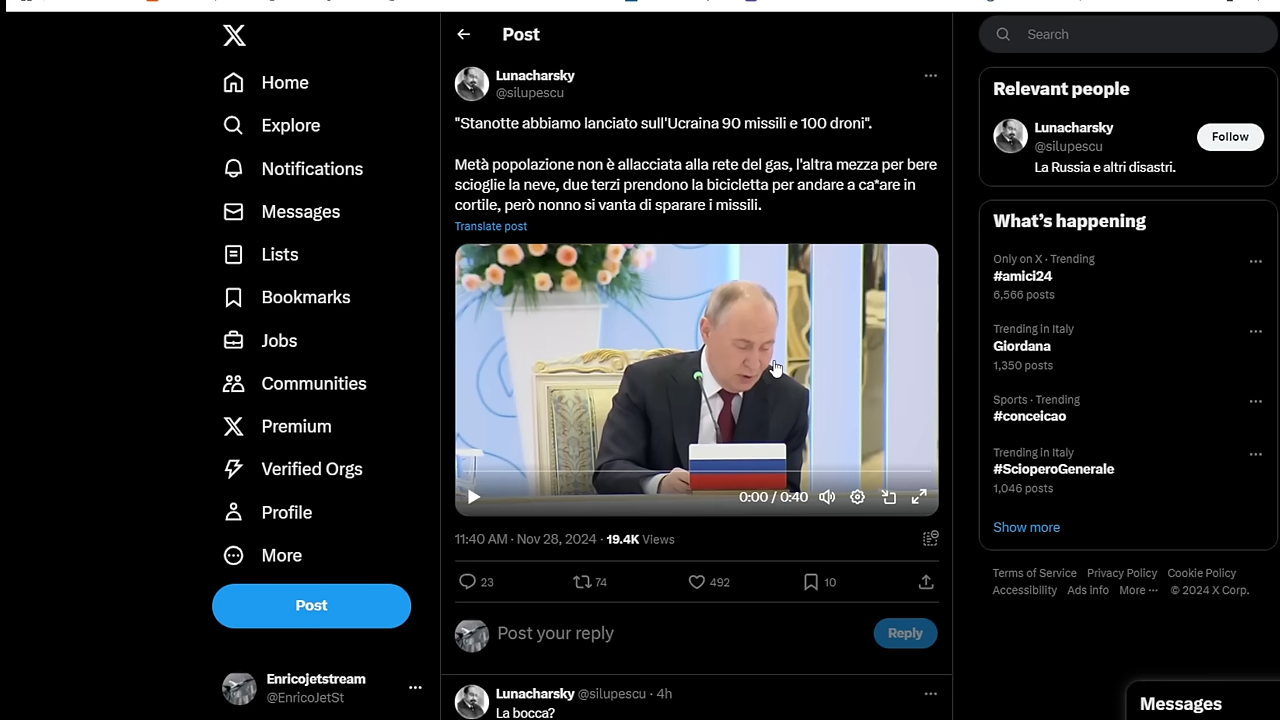 Home
Explore
Notifications
Messages
Lists
Bookmarks
Jobs
Communities
Premium
Verified Orgs
Profile
More
Post
Enricojetstream
@EnricoJetSt
Post
Lunacharsky
@silupescu
"Stanotte abbiamo lanciato sull'Ucraina 90 missili e 100 droni".
Metà popolazione non è allacciata alla rete del gas, l'altra mezza per bere
scioglie la neve, due terzi prendono la bicicletta per andare a ca*are in
cortile, però nonno si vanta di sparare i missili.
Translate post
0:00 / 0:40
11:40 AM · Nov 28, 2024 · 19.4K Views
23 74 492 10
Post your reply
Reply
Lunacharsky @silupescu · 4h
La bocca?
Search
Relevant people
Lunacharsky
@silupescu
Follow
La Russia e altri disastri.
What's happening
Only on X · Trending
#amici24
6,566 posts
Trending in Italy
Giordana
1,350 posts
Sports · Trending
#conceicao
Trending in Italy
#ScioperoGenerale
1,046 posts
Show more
Terms of Service Privacy Policy Cookie Policy
Accessibility Ads info More ··· © 2024 X Corp.
Messages